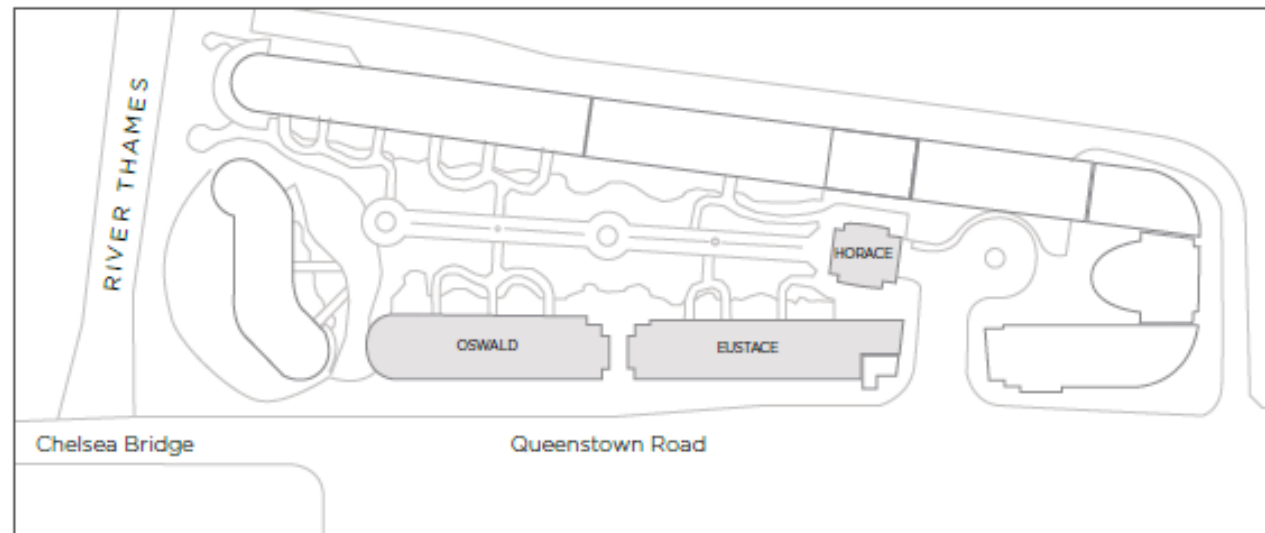 RIVER THAMES
HORACE
OSWALD
EUSTACE
Chelsea Bridge
Queenstown Road